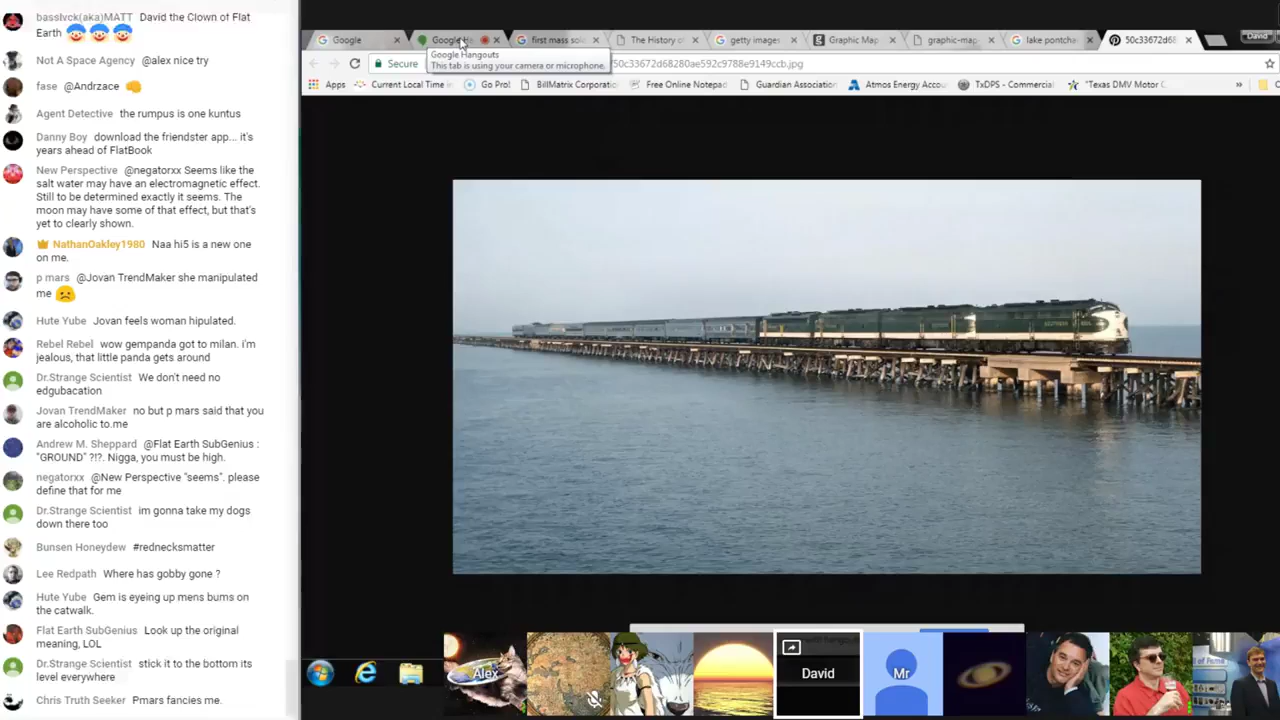 basslvck(aka)MATT David the Clown of Flat
Earth
Not A Space Agency @alex nice try
fase @Andrzace
Agent Detective the rumpus is one kuntus
Danny Boy download the friendster app... it's
years ahead of FlatBook
New Perspective @negatorxx Seems like the
salt water may have an electromagnetic effect.
Still to be determined exactly it seems. The
moon may have some of that effect, but that's
yet to clearly shown.
NathanOakley1980 Naa hi5 is a new one
on me.
p mars @Jovan TrendMaker she manipulated
me
Hute Yube Jovan feels woman hipulated.
Rebel Rebel wow gempanda got to milan. i'm
jealous, that little panda gets around
Dr.Strange Scientist We don't need no
edgubacation
Jovan TrendMaker no but p mars said that you
are alcoholic to.me
Andrew M. Sheppard @Flat Earth SubGenius :
"GROUND" ?!?. Nigga, you must be high.
negatorxx @New Perspective "seems". please
define that for me
Dr.Strange Scientist im gonna take my dogs
down there too
Bunsen Honeydew #rednecksmatter
Lee Redpath Where has gobby gone ?
Hute Yube Gem is eyeing up mens bums on
the catwalk.
Flat Earth SubGenius Look up the original
meaning, LOL
Dr.Strange Scientist stick it to the bottom its
level everywhere
Chris Truth Seeker Pmars fancies me.
Google
Google Ha
first mass sol
The History o
getty images
Graphic Map
graphic-map
lake pontcha
50c33672d68
David
Google Hangouts
This tab is using your camera or microphone.
Secure
50c33672d68280ae592c9788e9149ccb.jpg
Apps Current Local Time i Go Pro! BillMatrix Corporatio Free Online Notepad Guardian Association Atmos Energy Accou TxDPS - Commercial "Texas DMV Motor C »
Alex
David
Mr